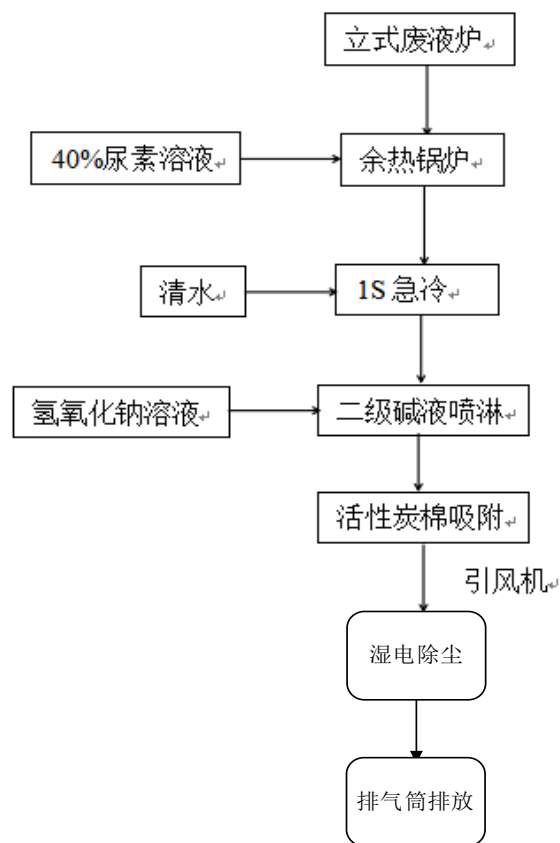 立式废液炉
40%尿素溶液
余热锅炉
清水
1S 急冷
氢氧化钠溶液
二级碱液喷淋
活性炭棉吸附
引风机
湿电除尘
排气筒排放